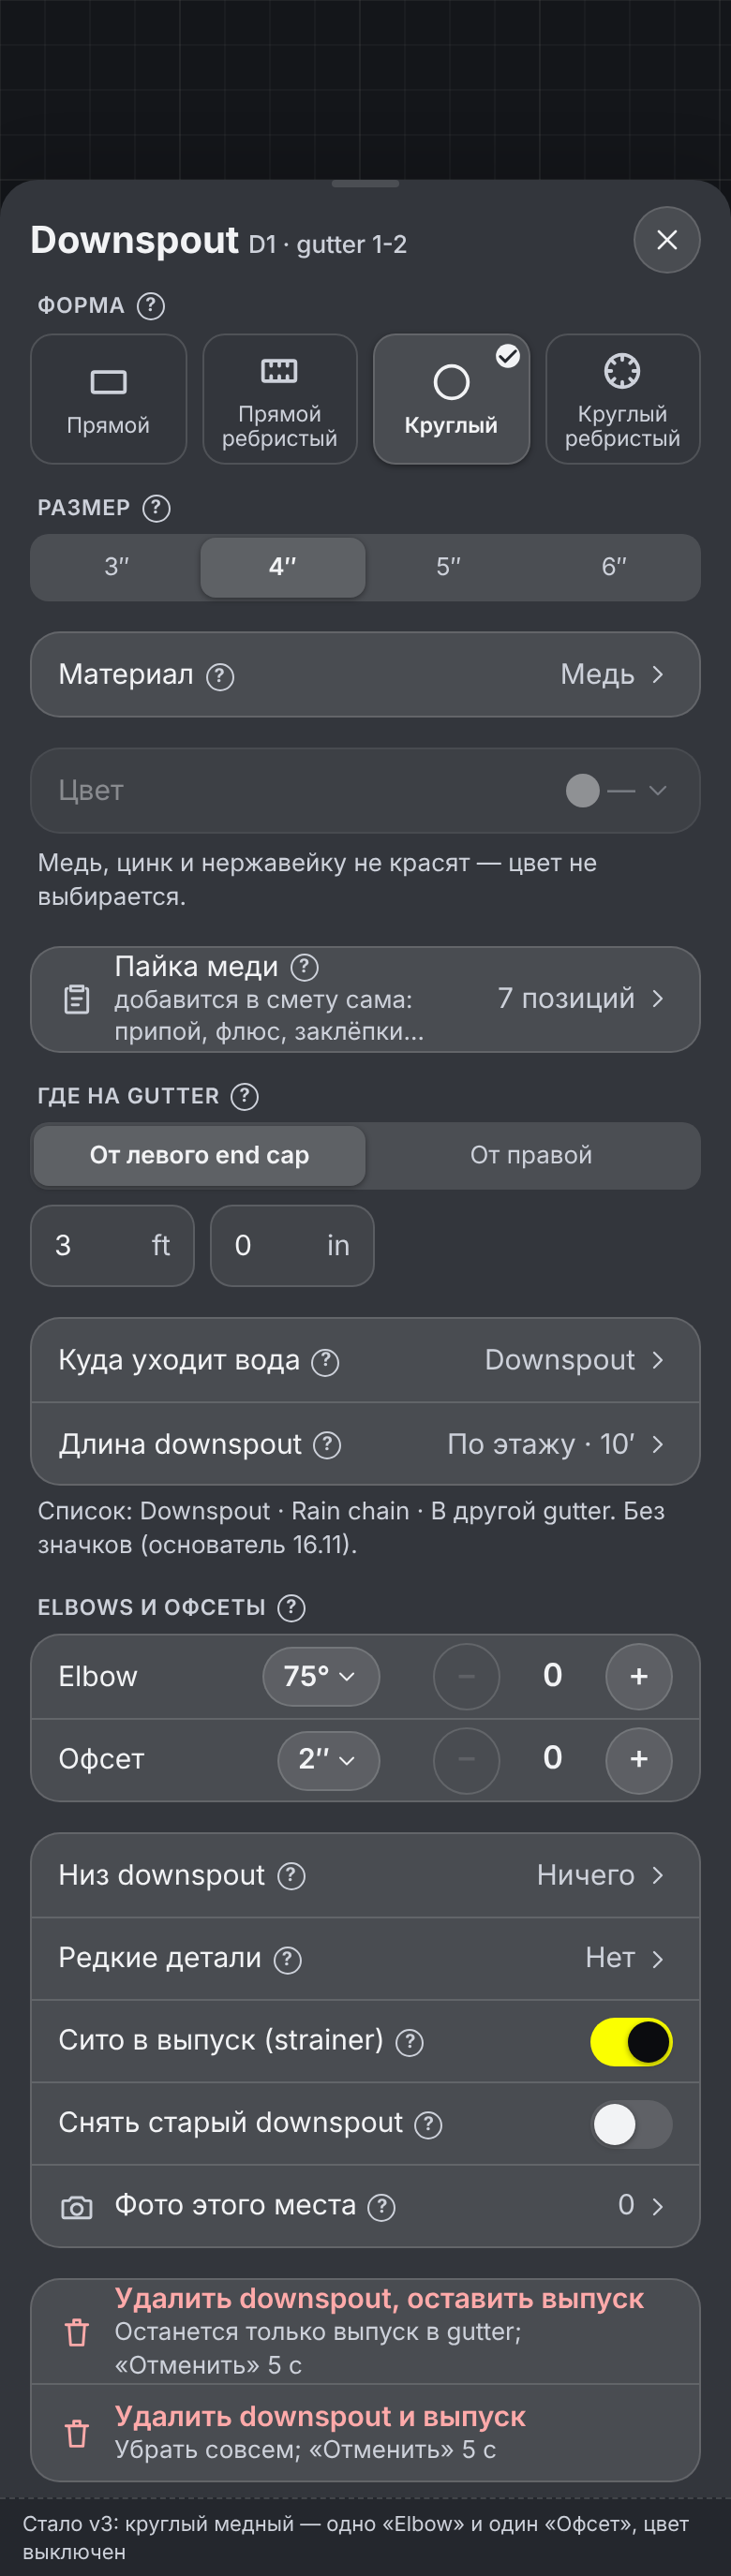 Downspout D1 · gutter 1-2
ФОРМА ?
Прямой
Прямой
ребристый
Круглый
Круглый
ребристый
РАЗМЕР ?
3″ 4″ 5″ 6″
Материал ? Медь
Цвет —
Медь, цинк и нержавейку не красят — цвет не
выбирается.
Пайка меди ?
добавится в смету сама:
припой, флюс, заклёпки...
7 позиций
ГДЕ НА GUTTER ?
От левого end cap От правой
3 ft 0 in
Куда уходит вода ? Downspout
Длина downspout ? По этажу · 10′
Список: Downspout · Rain chain · В другой gutter. Без
значков (основатель 16.11).
ELBOWS И ОФСЕТЫ ?
Elbow 75° − 0 +
Офсет 2″ − 0 +
Низ downspout ? Ничего
Редкие детали ? Нет
Сито в выпуск (strainer) ?
Снять старый downspout ?
Фото этого места ? 0
Удалить downspout, оставить выпуск
Останется только выпуск в gutter;
«Отменить» 5 с
Удалить downspout и выпуск
Убрать совсем; «Отменить» 5 с
Стало v3: круглый медный — одно «Elbow» и один «Офсет», цвет
выключен